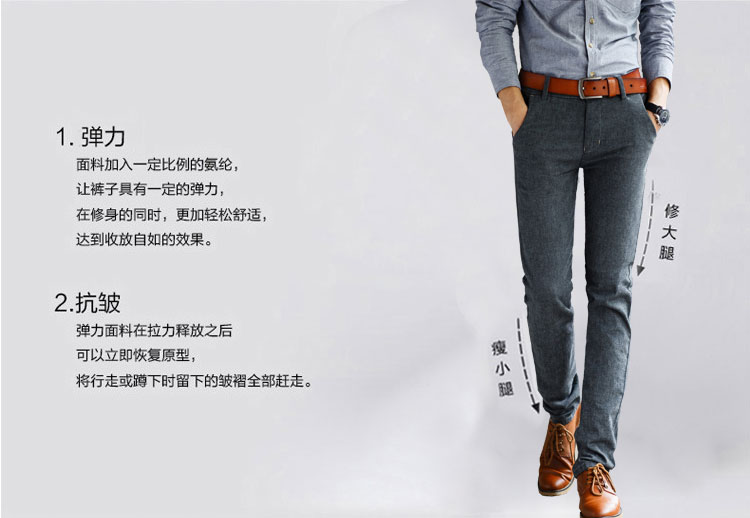 1. 弹力
面料加入一定比例的氨纶，
让裤子具有一定的弹力，
在修身的同时，更加轻松舒适，
达到收放自如的效果。
2.抗皱
弹力面料在拉力释放之后
可以立即恢复原型，
将行走或蹲下时留下的皱褶全部赶走。
修大腿
瘦小腿